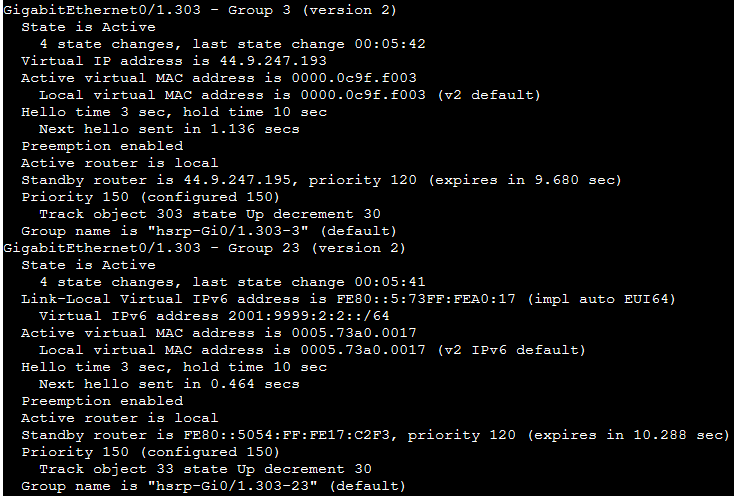 GigabitEthernet0/1.303 - Group 3 (version 2)
  State is Active
    4 state changes, last state change 00:05:42
  Virtual IP address is 44.9.247.193
  Active virtual MAC address is 0000.0c9f.f003
    Local virtual MAC address is 0000.0c9f.f003 (v2 default)
  Hello time 3 sec, hold time 10 sec
    Next hello sent in 1.136 secs
  Preemption enabled
  Active router is local
  Standby router is 44.9.247.195, priority 120 (expires in 9.680 sec)
  Priority 150 (configured 150)
    Track object 303 state Up decrement 30
  Group name is "hsrp-Gi0/1.303-3" (default)
GigabitEthernet0/1.303 - Group 23 (version 2)
  State is Active
    4 state changes, last state change 00:05:41
  Link-Local Virtual IPv6 address is FE80::5:73FF:FEA0:17 (impl auto EUI64)
    Virtual IPv6 address 2001:9999:2:2::/64
  Active virtual MAC address is 0005.73a0.0017
    Local virtual MAC address is 0005.73a0.0017 (v2 IPv6 default)
  Hello time 3 sec, hold time 10 sec
    Next hello sent in 0.464 secs
  Preemption enabled
  Active router is local
  Standby router is FE80::5054:FF:FE17:C2F3, priority 120 (expires in 10.288 sec)
  Priority 150 (configured 150)
    Track object 33 state Up decrement 30
  Group name is "hsrp-Gi0/1.303-23" (default)